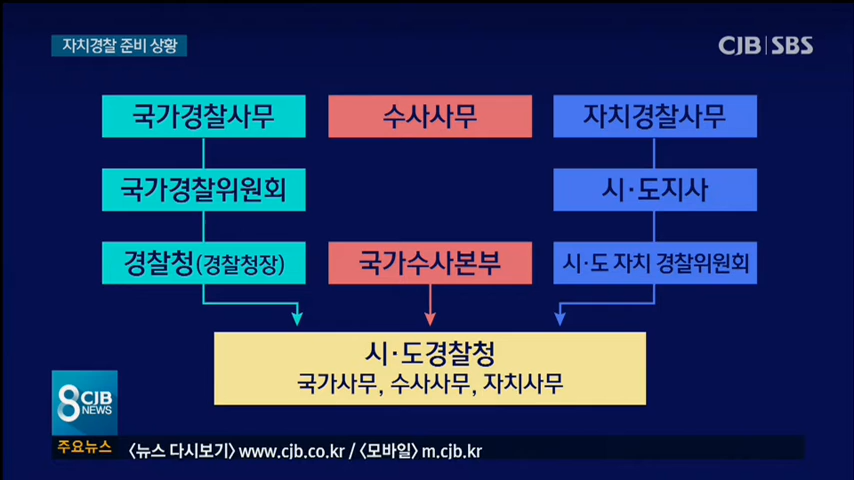 자치경찰 준비 상황
CJB SBS
국가경찰사무
수사사무
자치경찰사무
국가경찰위원회
시·도지사
경찰청(경찰청장)
국가수사본부
시·도 자치 경찰위원회
시·도경찰청
국가사무, 수사사무, 자치사무
8 CJB NEWS
주요뉴스
〈뉴스 다시보기〉 www.cjb.co.kr / 〈모바일〉 m.cjb.kr